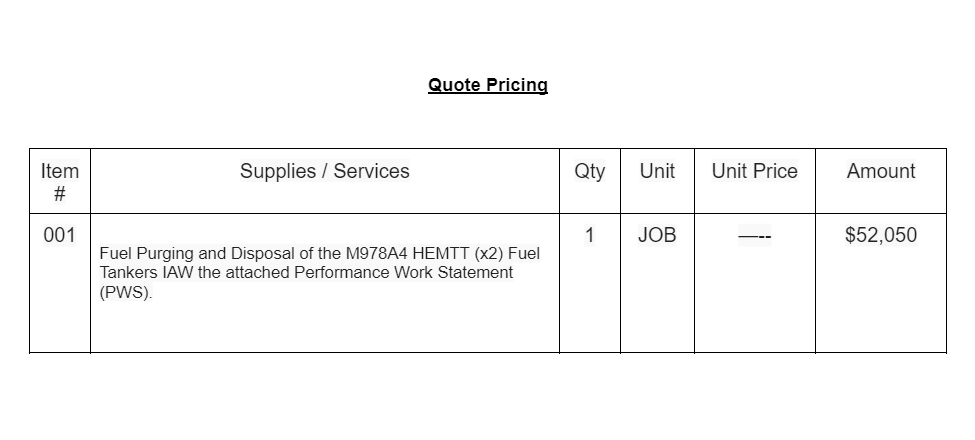 Quote Pricing
Item # Supplies / Services Qty Unit Unit Price Amount
001 Fuel Purging and Disposal of the M978A4 HEMTT (x2) Fuel
Tankers IAW the attached Performance Work Statement
(PWS). 1 JOB —-- $52,050